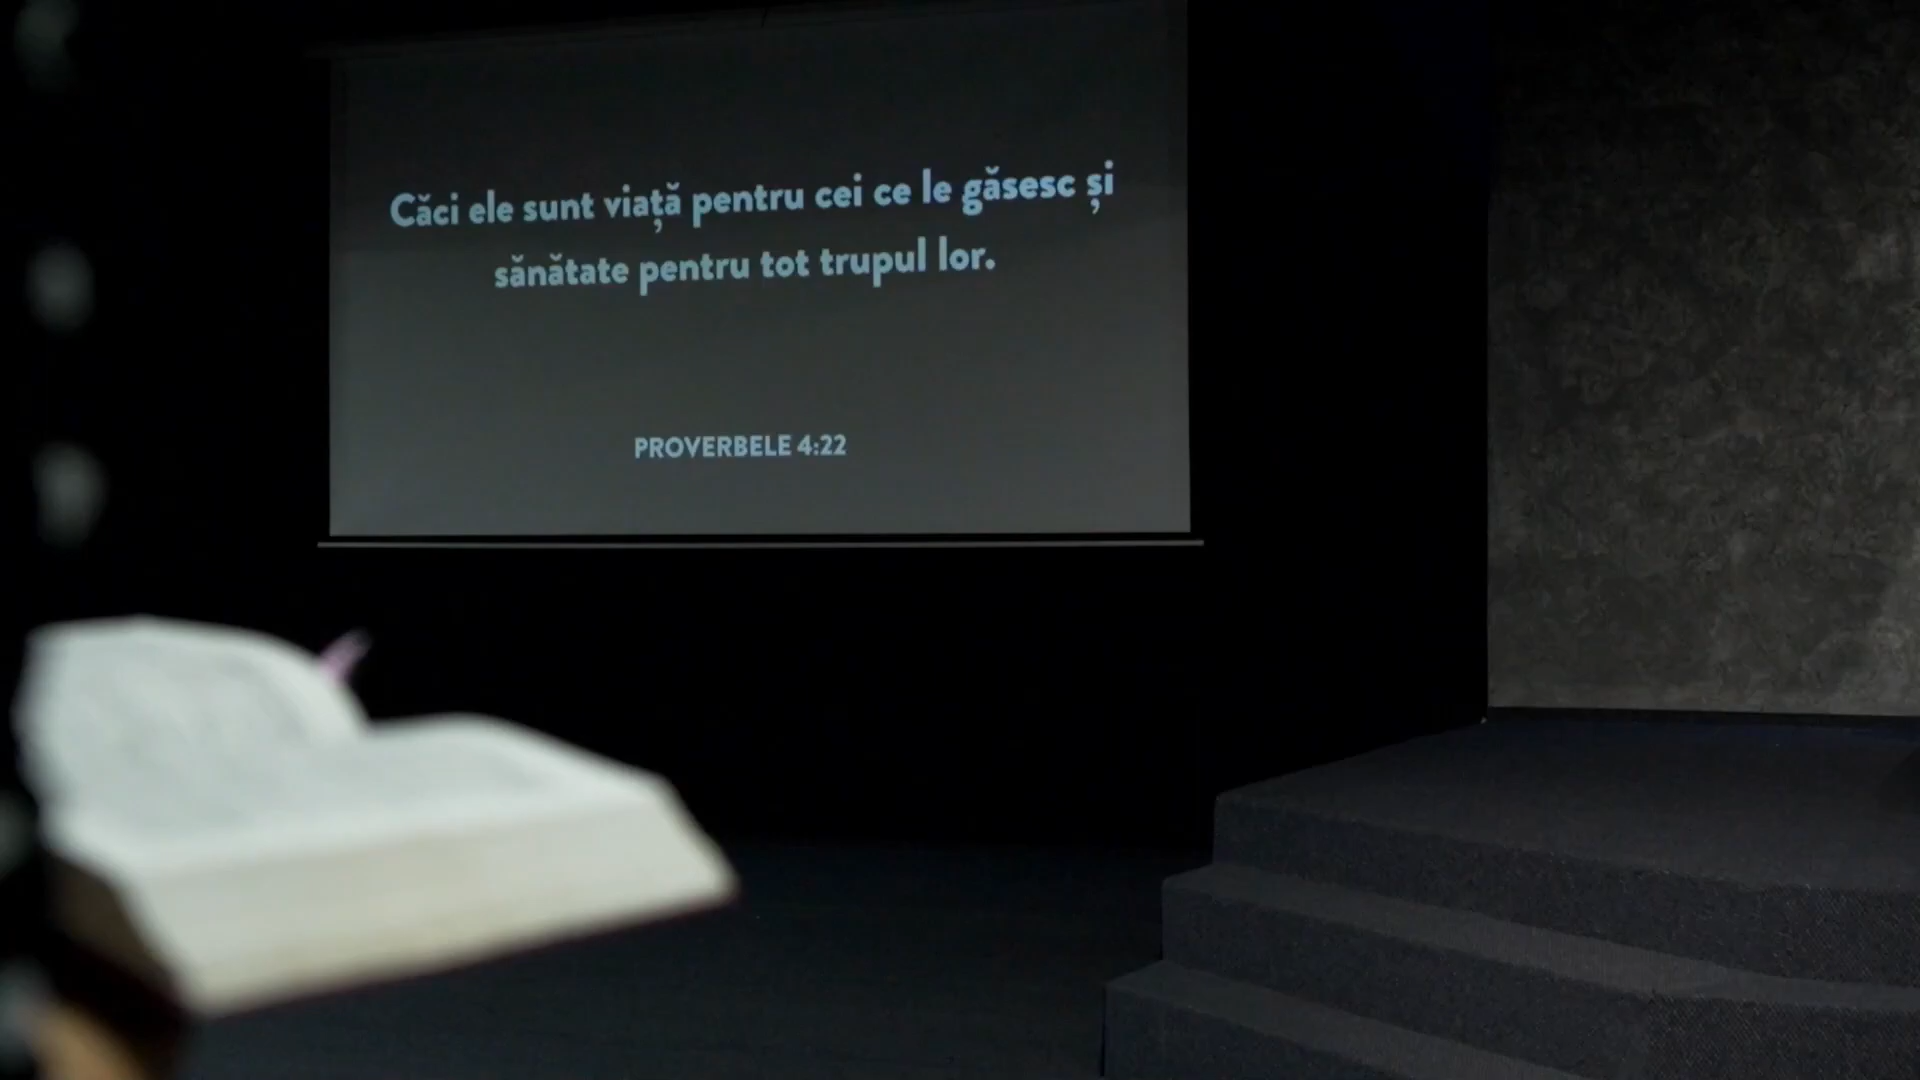 Căci ele sunt viață pentru cei ce le găsesc și
sănătate pentru tot trupul lor.
PROVERBELE 4:22